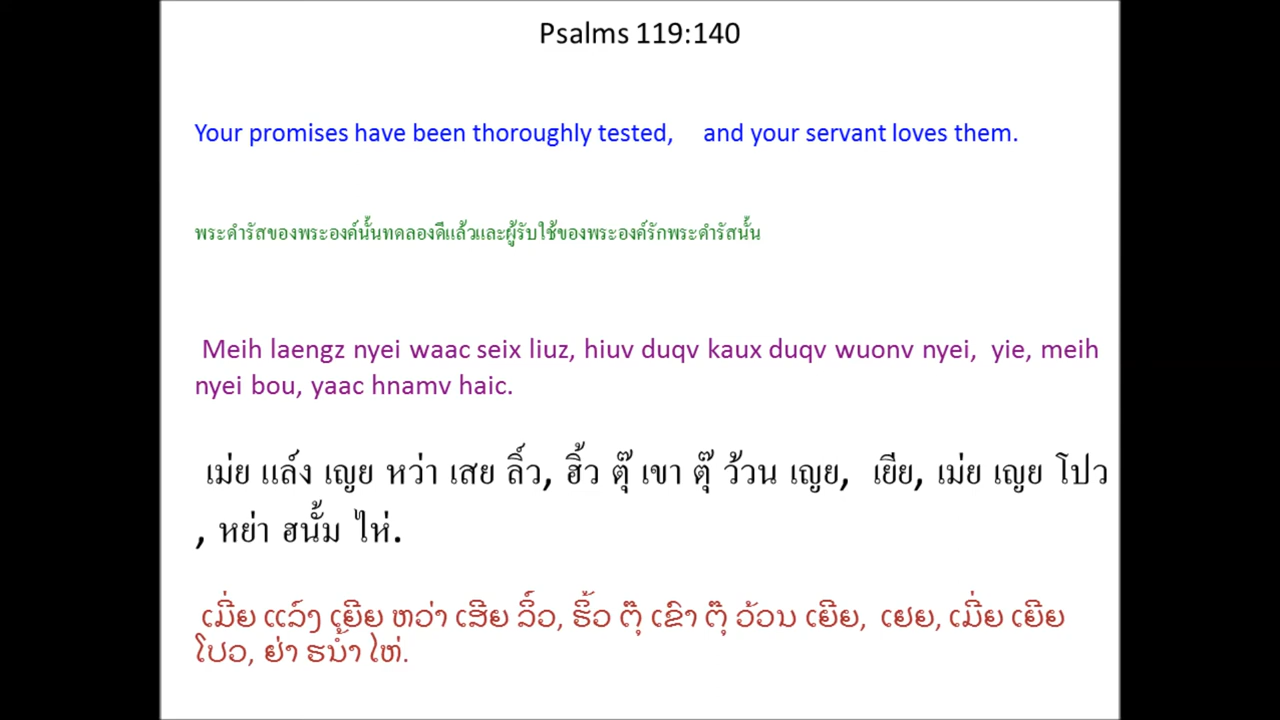 Psalms 119:140
Your promises have been thoroughly tested, and your servant loves them.
พระดำรัสของพระองค์นั้นทดลองดีแล้วและผู้รับใช้ของพระองค์รักพระดำรัสนั้น
Meih laengz nyei waac seix liuz, hiuv duqv kaux duqv wuonv nyei, yie, meih
nyei bou, yaac hnamv haic.
เม่ย แล์ง เญย หว่า เสย ลิ์ว, ฮิ้ว ตุ๊ เขา ตุ๊ ว้วน เญย, เยีย, เม่ย เญย โปว
, หย่า ฮนั้ม ไห่.
ເມີ່ຍ ແລ໌ງ ເຍີຍ ຫວ່າ ເສີຍ ລິ໌ວ, ຮິ້ວ ຕຸ໊ ເຂົາ ຕຸ໊ ວ້ວນ ເຍີຍ, ເຢຍ, ເມີ່ຍ ເຍີຍ
ໂປວ, ຢ່າ ຮນ້ຳ ໄຫ່.